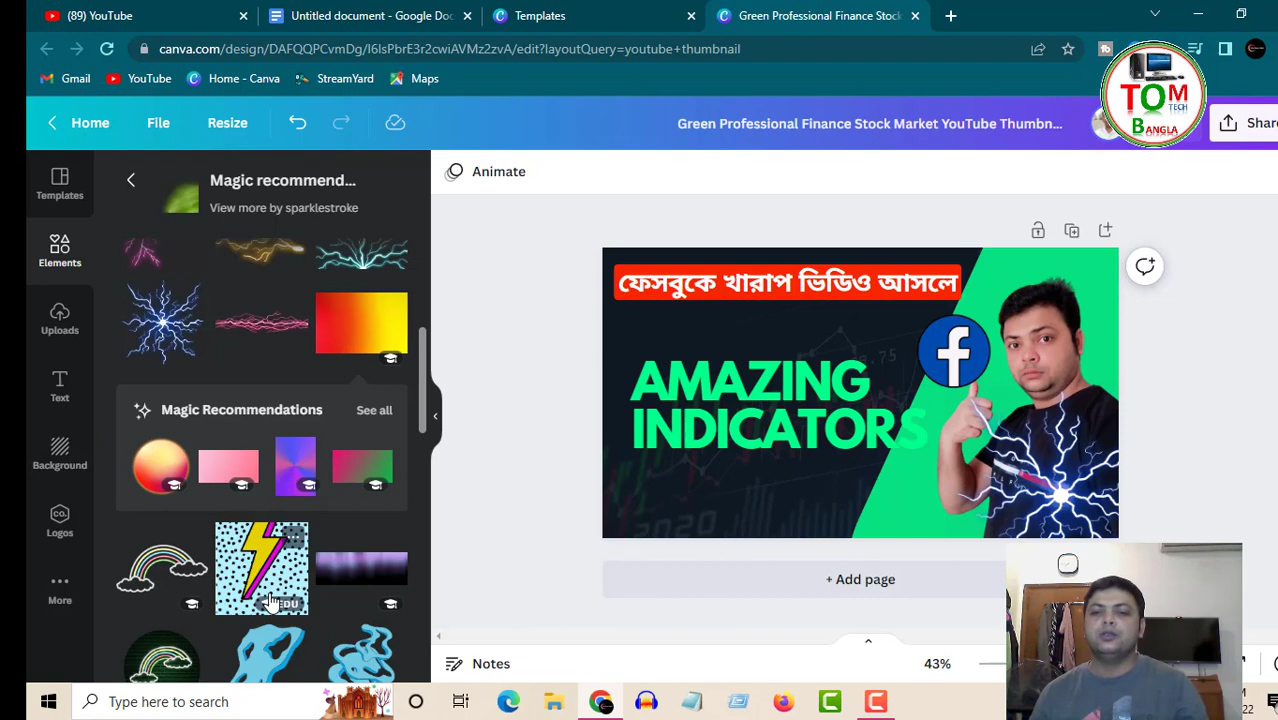 (89) YouTube
Untitled document - Google Doc
Templates
Green Professional Finance Stock
canva.com/design/DAFQQPCvmDg/I6IsPbrE3r2cwiAVMz2zvA/edit?layoutQuery=youtube+thumbnail
Gmail
YouTube
Home - Canva
StreamYard
Maps
TOM
TECH
BANGLA
Home
File
Resize
Green Professional Finance Stock Market YouTube Thumbn...
Share
Templates
Elements
Uploads
Text
Background
Logos
More
Magic recommend...
View more by sparklestroke
Magic Recommendations
See all
EDU
Animate
ফেসবুকে খারাপ ভিডিও আসলে
AMAZING
INDICATORS
+ Add page
Notes
43%
Type here to search